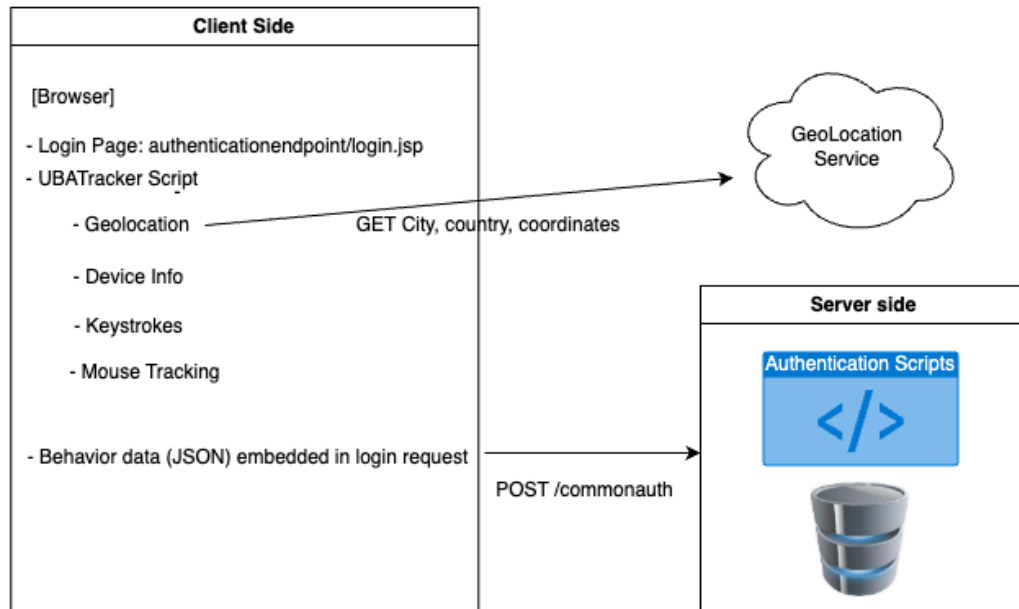 Client Side
[Browser]
- Login Page: authenticationendpoint/login.jsp
- UBATracker Script
- Geolocation
GET City, country, coordinates
GeoLocation
Service
- Device Info
- Keystrokes
- Mouse Tracking
- Behavior data (JSON) embedded in login request
POST /commonauth
Server side
Authentication Scripts
</>